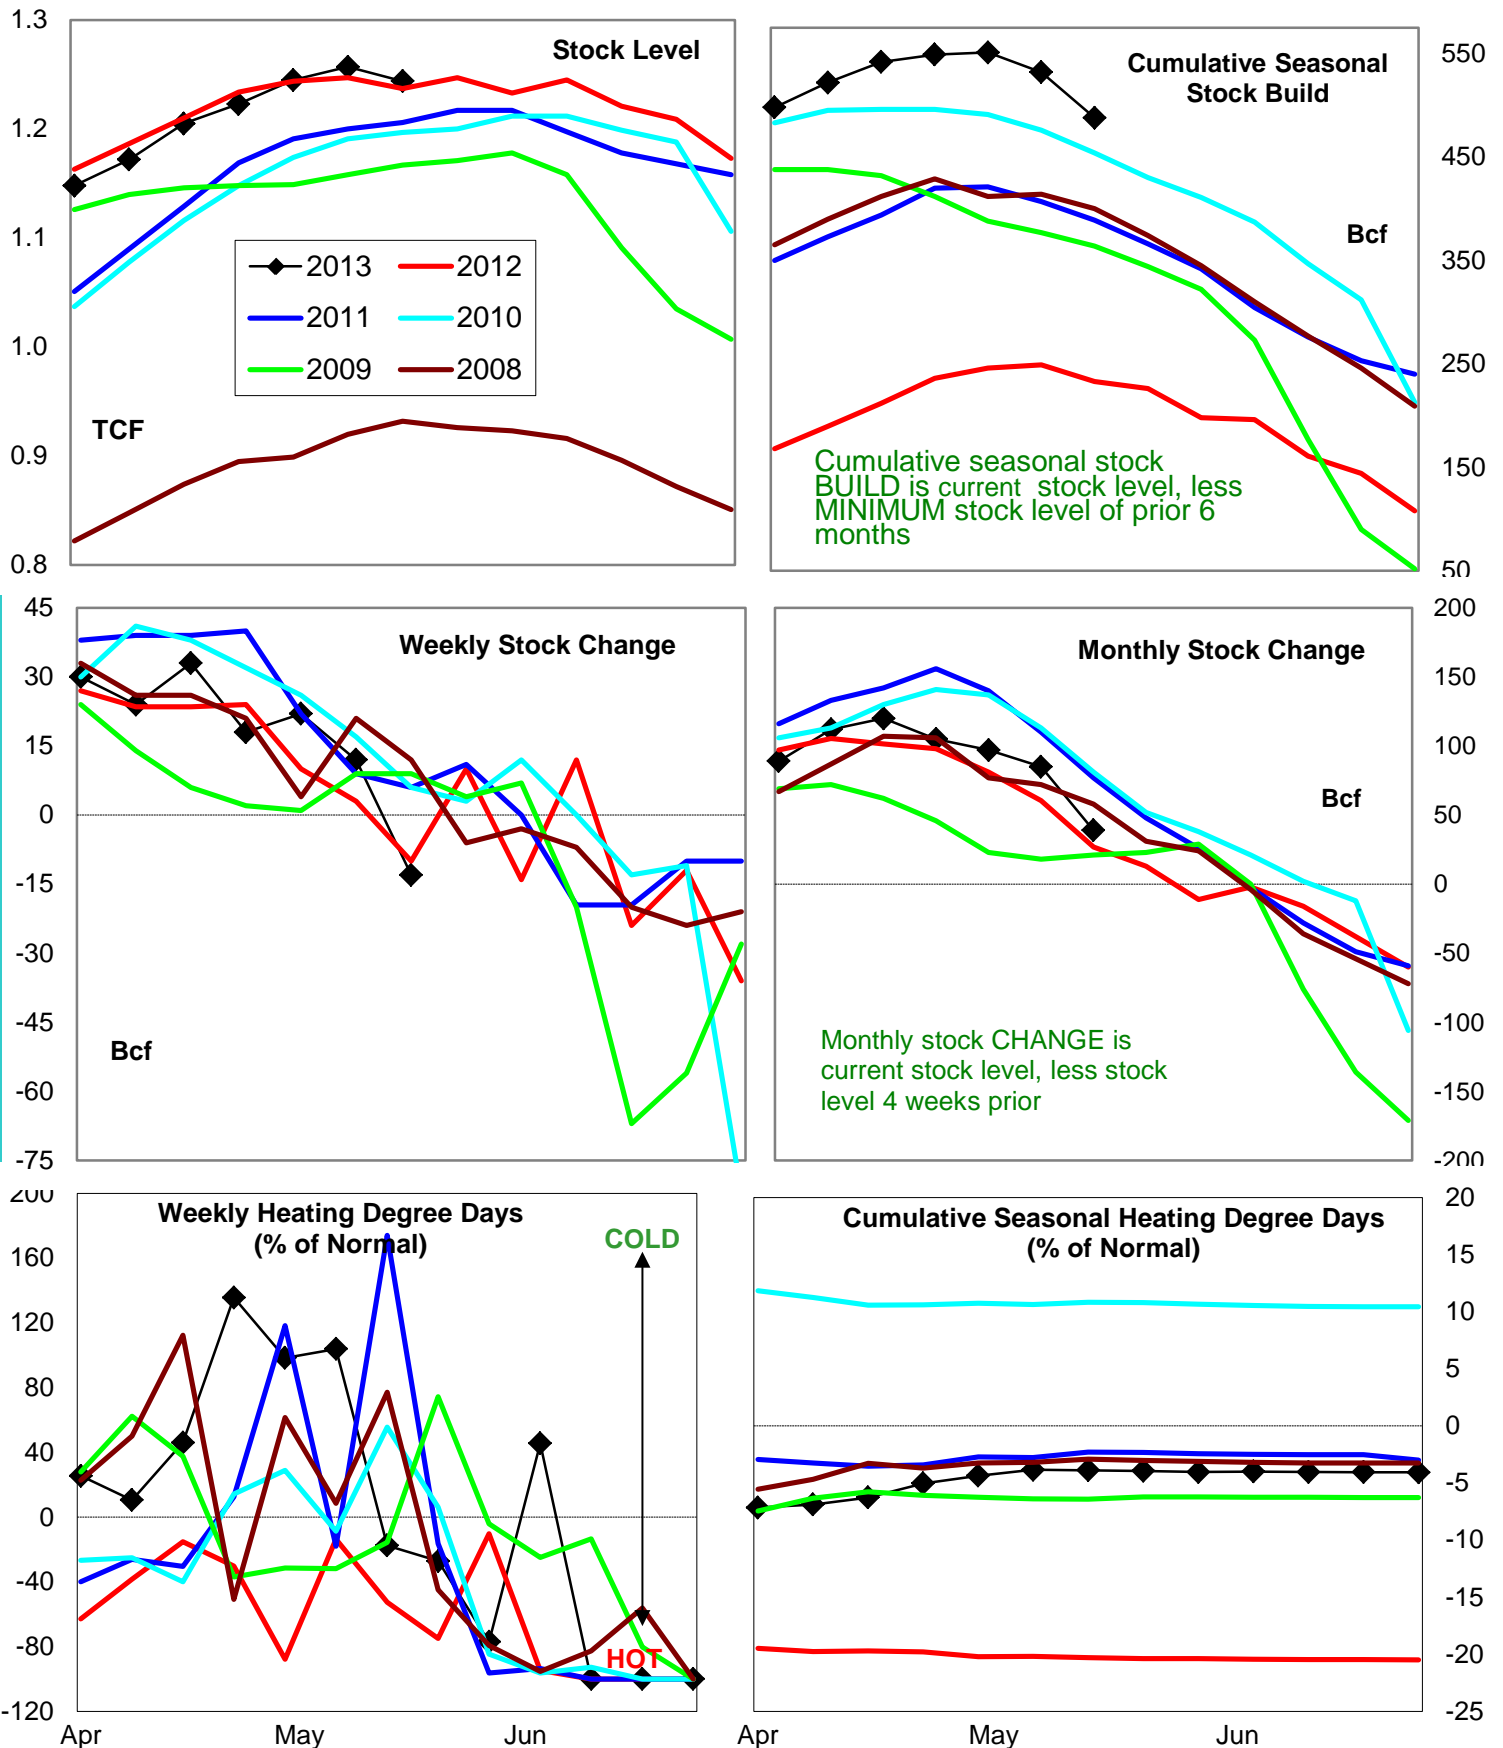 1.3
1.2
1.1
1.0
0.9
0.8
Stock Level
2013
2012
2011
2010
2009
2008
TCF
Cumulative Seasonal
Stock Build
Bcf
Cumulative seasonal stock
BUILD is current stock level, less
MINIMUM stock level of prior 6
months
550
450
350
250
150
50
45
30
15
0
-15
-30
-45
-60
-75
Weekly Stock Change
Bcf
Monthly Stock Change
Bcf
Monthly stock CHANGE is
current stock level, less stock
level 4 weeks prior
200
150
100
50
0
-50
-100
-150
-200
200
160
120
80
40
0
-40
-80
-120
Weekly Heating Degree Days
(% of Normal)
COLD
HOT
Apr
May
Jun
Cumulative Seasonal Heating Degree Days
(% of Normal)
20
15
10
5
0
-5
-10
-15
-20
-25
Apr
May
Jun